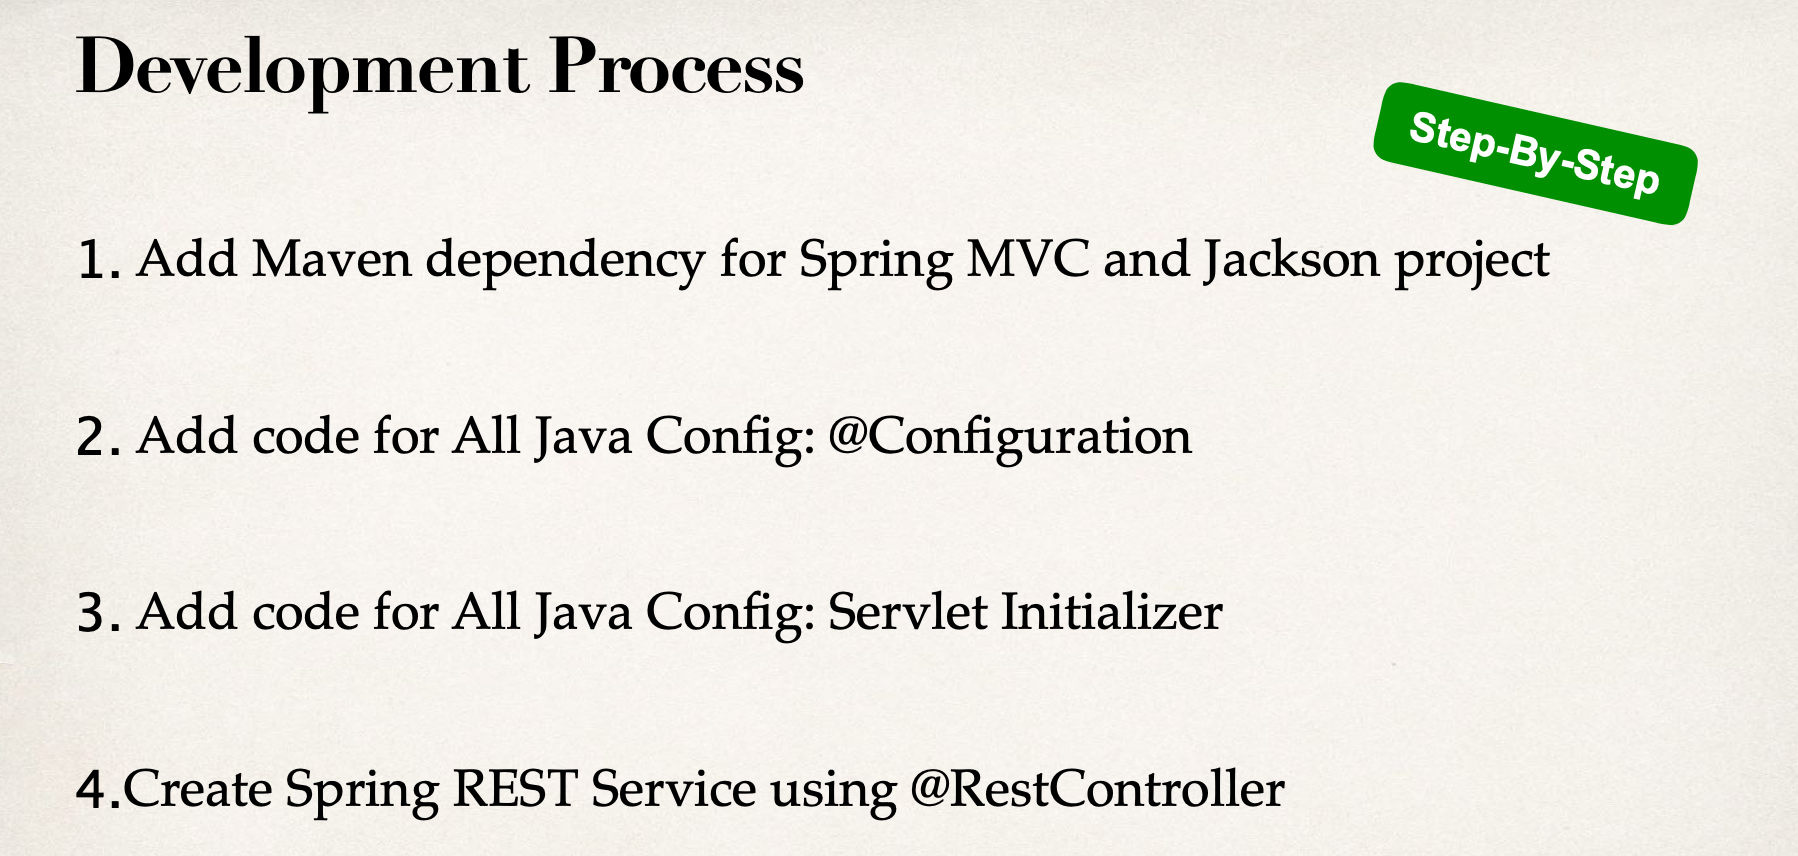 Development Process
Step-By-Step
1. Add Maven dependency for Spring MVC and Jackson project
2. Add code for All Java Config: @Configuration
3. Add code for All Java Config: Servlet Initializer
4.Create Spring REST Service using @RestController